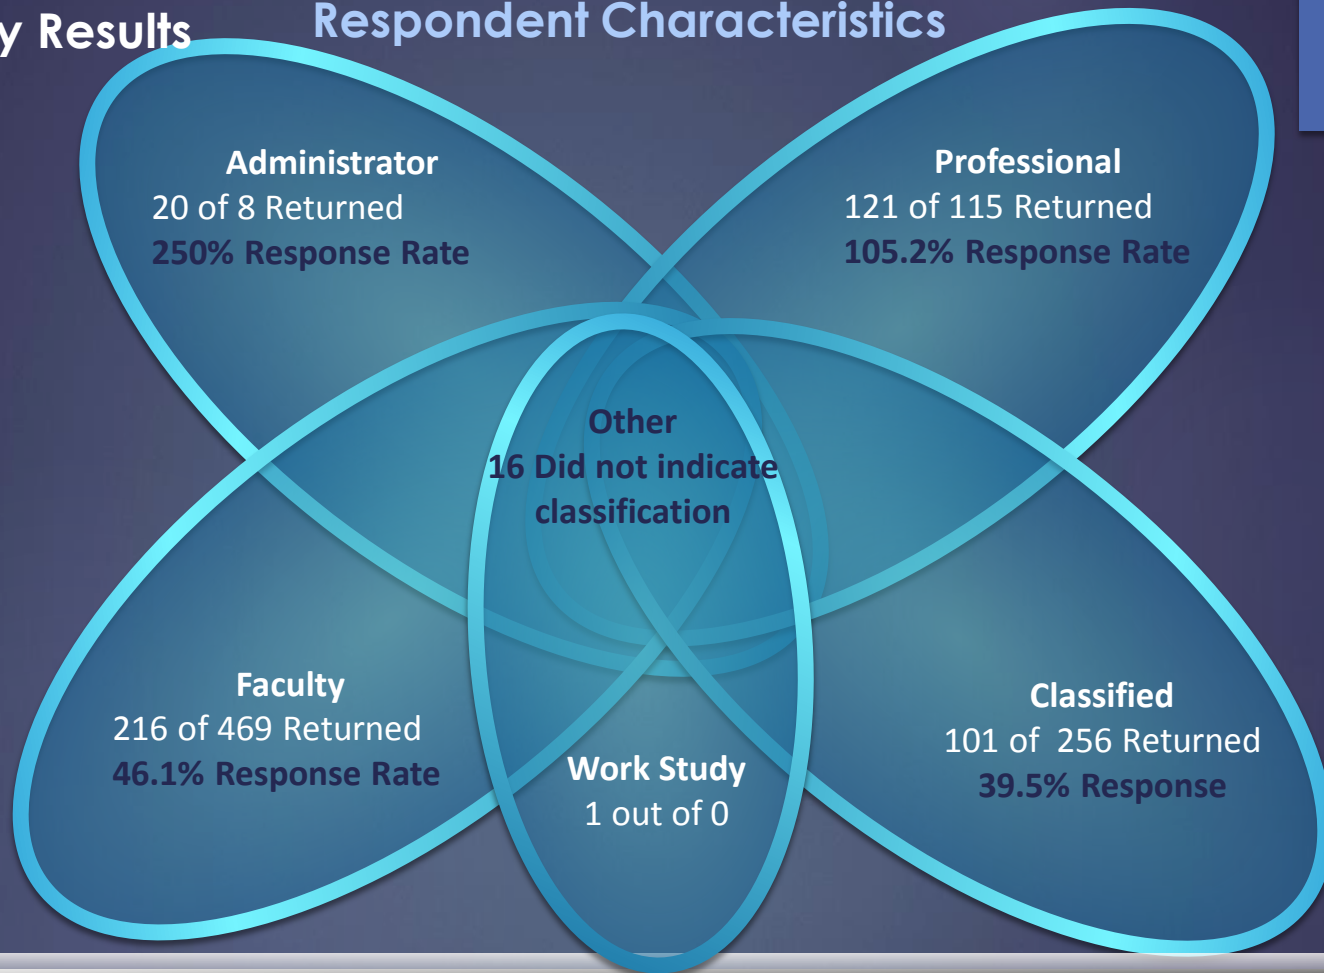 y Results
Respondent Characteristics
Administrator
20 of 8 Returned
250% Response Rate
Professional
121 of 115 Returned
105.2% Response Rate
Other
16 Did not indicate
classification
Faculty
216 of 469 Returned
46.1% Response Rate
Work Study
1 out of 0
Classified
101 of  256 Returned
39.5% Response